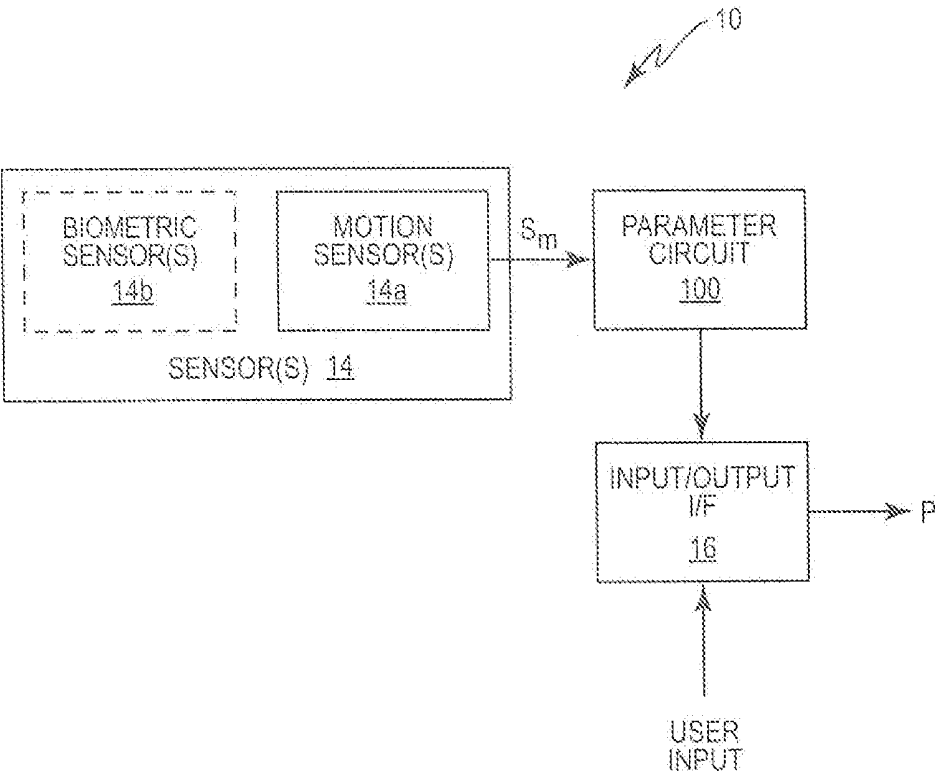 10
BIOMETRIC
SENSOR(S)
14b
MOTION
SENSOR(S)
14a
SENSOR(S) 14
Sm
PARAMETER
CIRCUIT
100
INPUT/OUTPUT
I/F
16
P
USER
INPUT